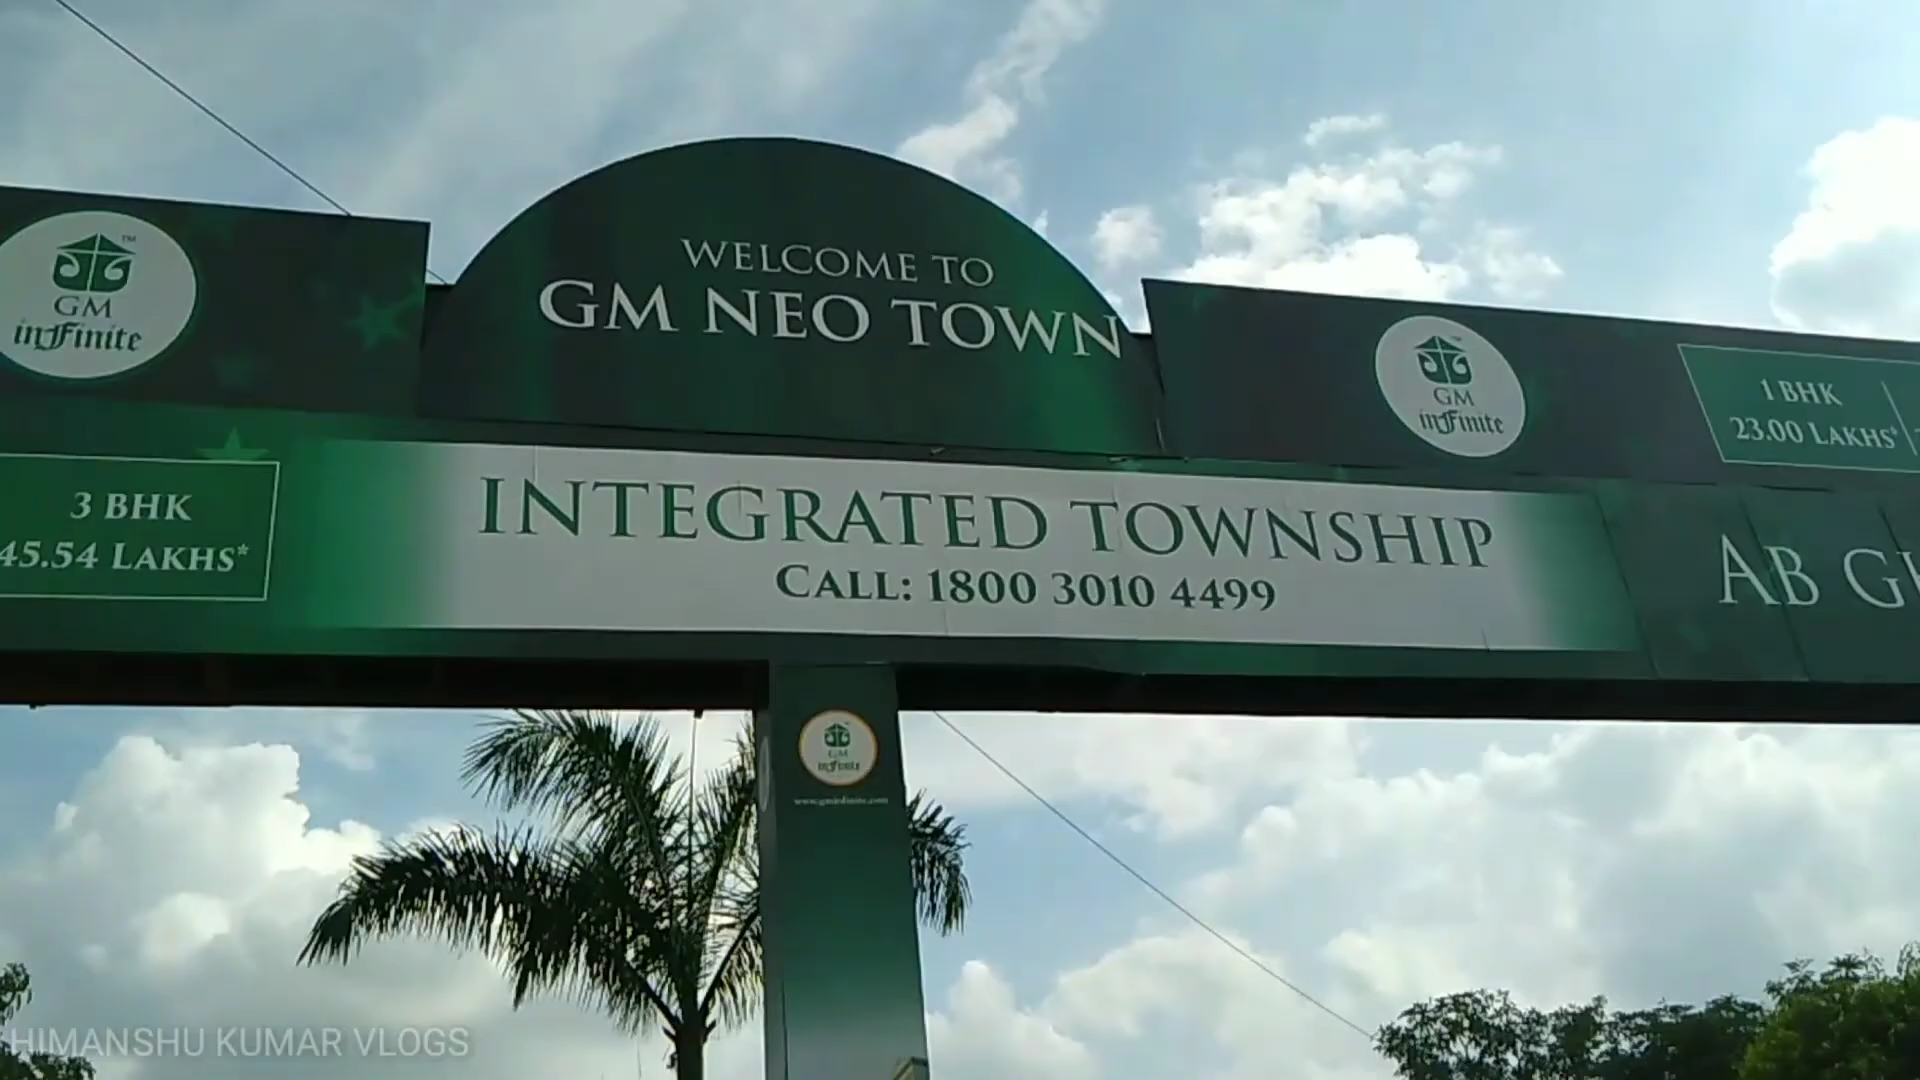 WELCOME TO
GM NEO TOWN
GM
inFinite
GM
inFinite
1 BHK
23.00 LAKHS*
3 BHK
45.54 LAKHS*
INTEGRATED TOWNSHIP
CALL: 1800 3010 4499
AB
GM
inFinite
HIMANSHU KUMAR VLOGS